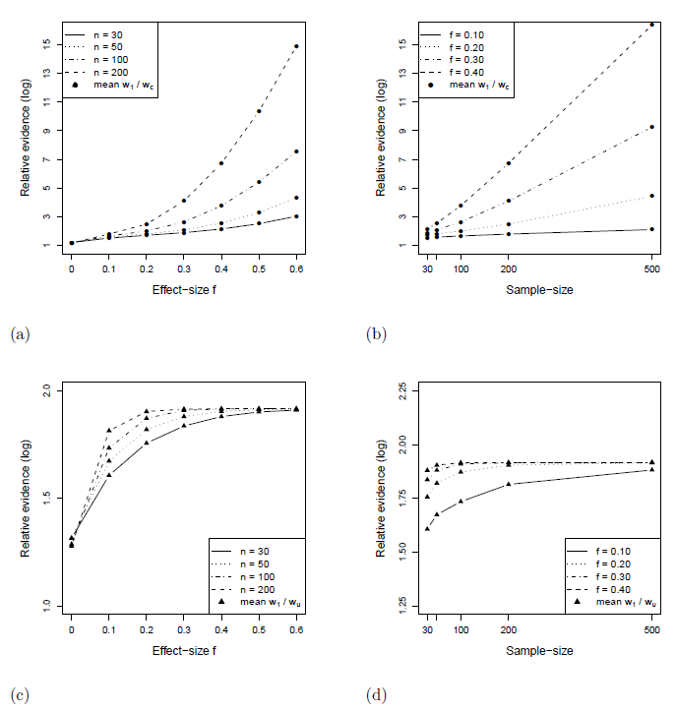 n = 30
n = 50
n = 100
n = 200
mean w1 / wc
Relative evidence (log)
1 3 5 7 9 11 13 15
0 0.1 0.2 0.3 0.4 0.5 0.6
Effect−size f
(a)
f = 0.10
f = 0.20
f = 0.30
f = 0.40
mean w1 / wc
Relative evidence (log)
1 3 5 7 9 11 13 15
30 100 200 500
Sample−size
(b)
Relative evidence (log)
1.0 1.5 2.0
n = 30
n = 50
n = 100
n = 200
mean w1 / wu
0 0.1 0.2 0.3 0.4 0.5 0.6
Effect−size f
(c)
Relative evidence (log)
1.25 1.50 1.75 2.00 2.25
f = 0.10
f = 0.20
f = 0.30
f = 0.40
mean w1 / wu
30 100 200 500
Sample−size
(d)